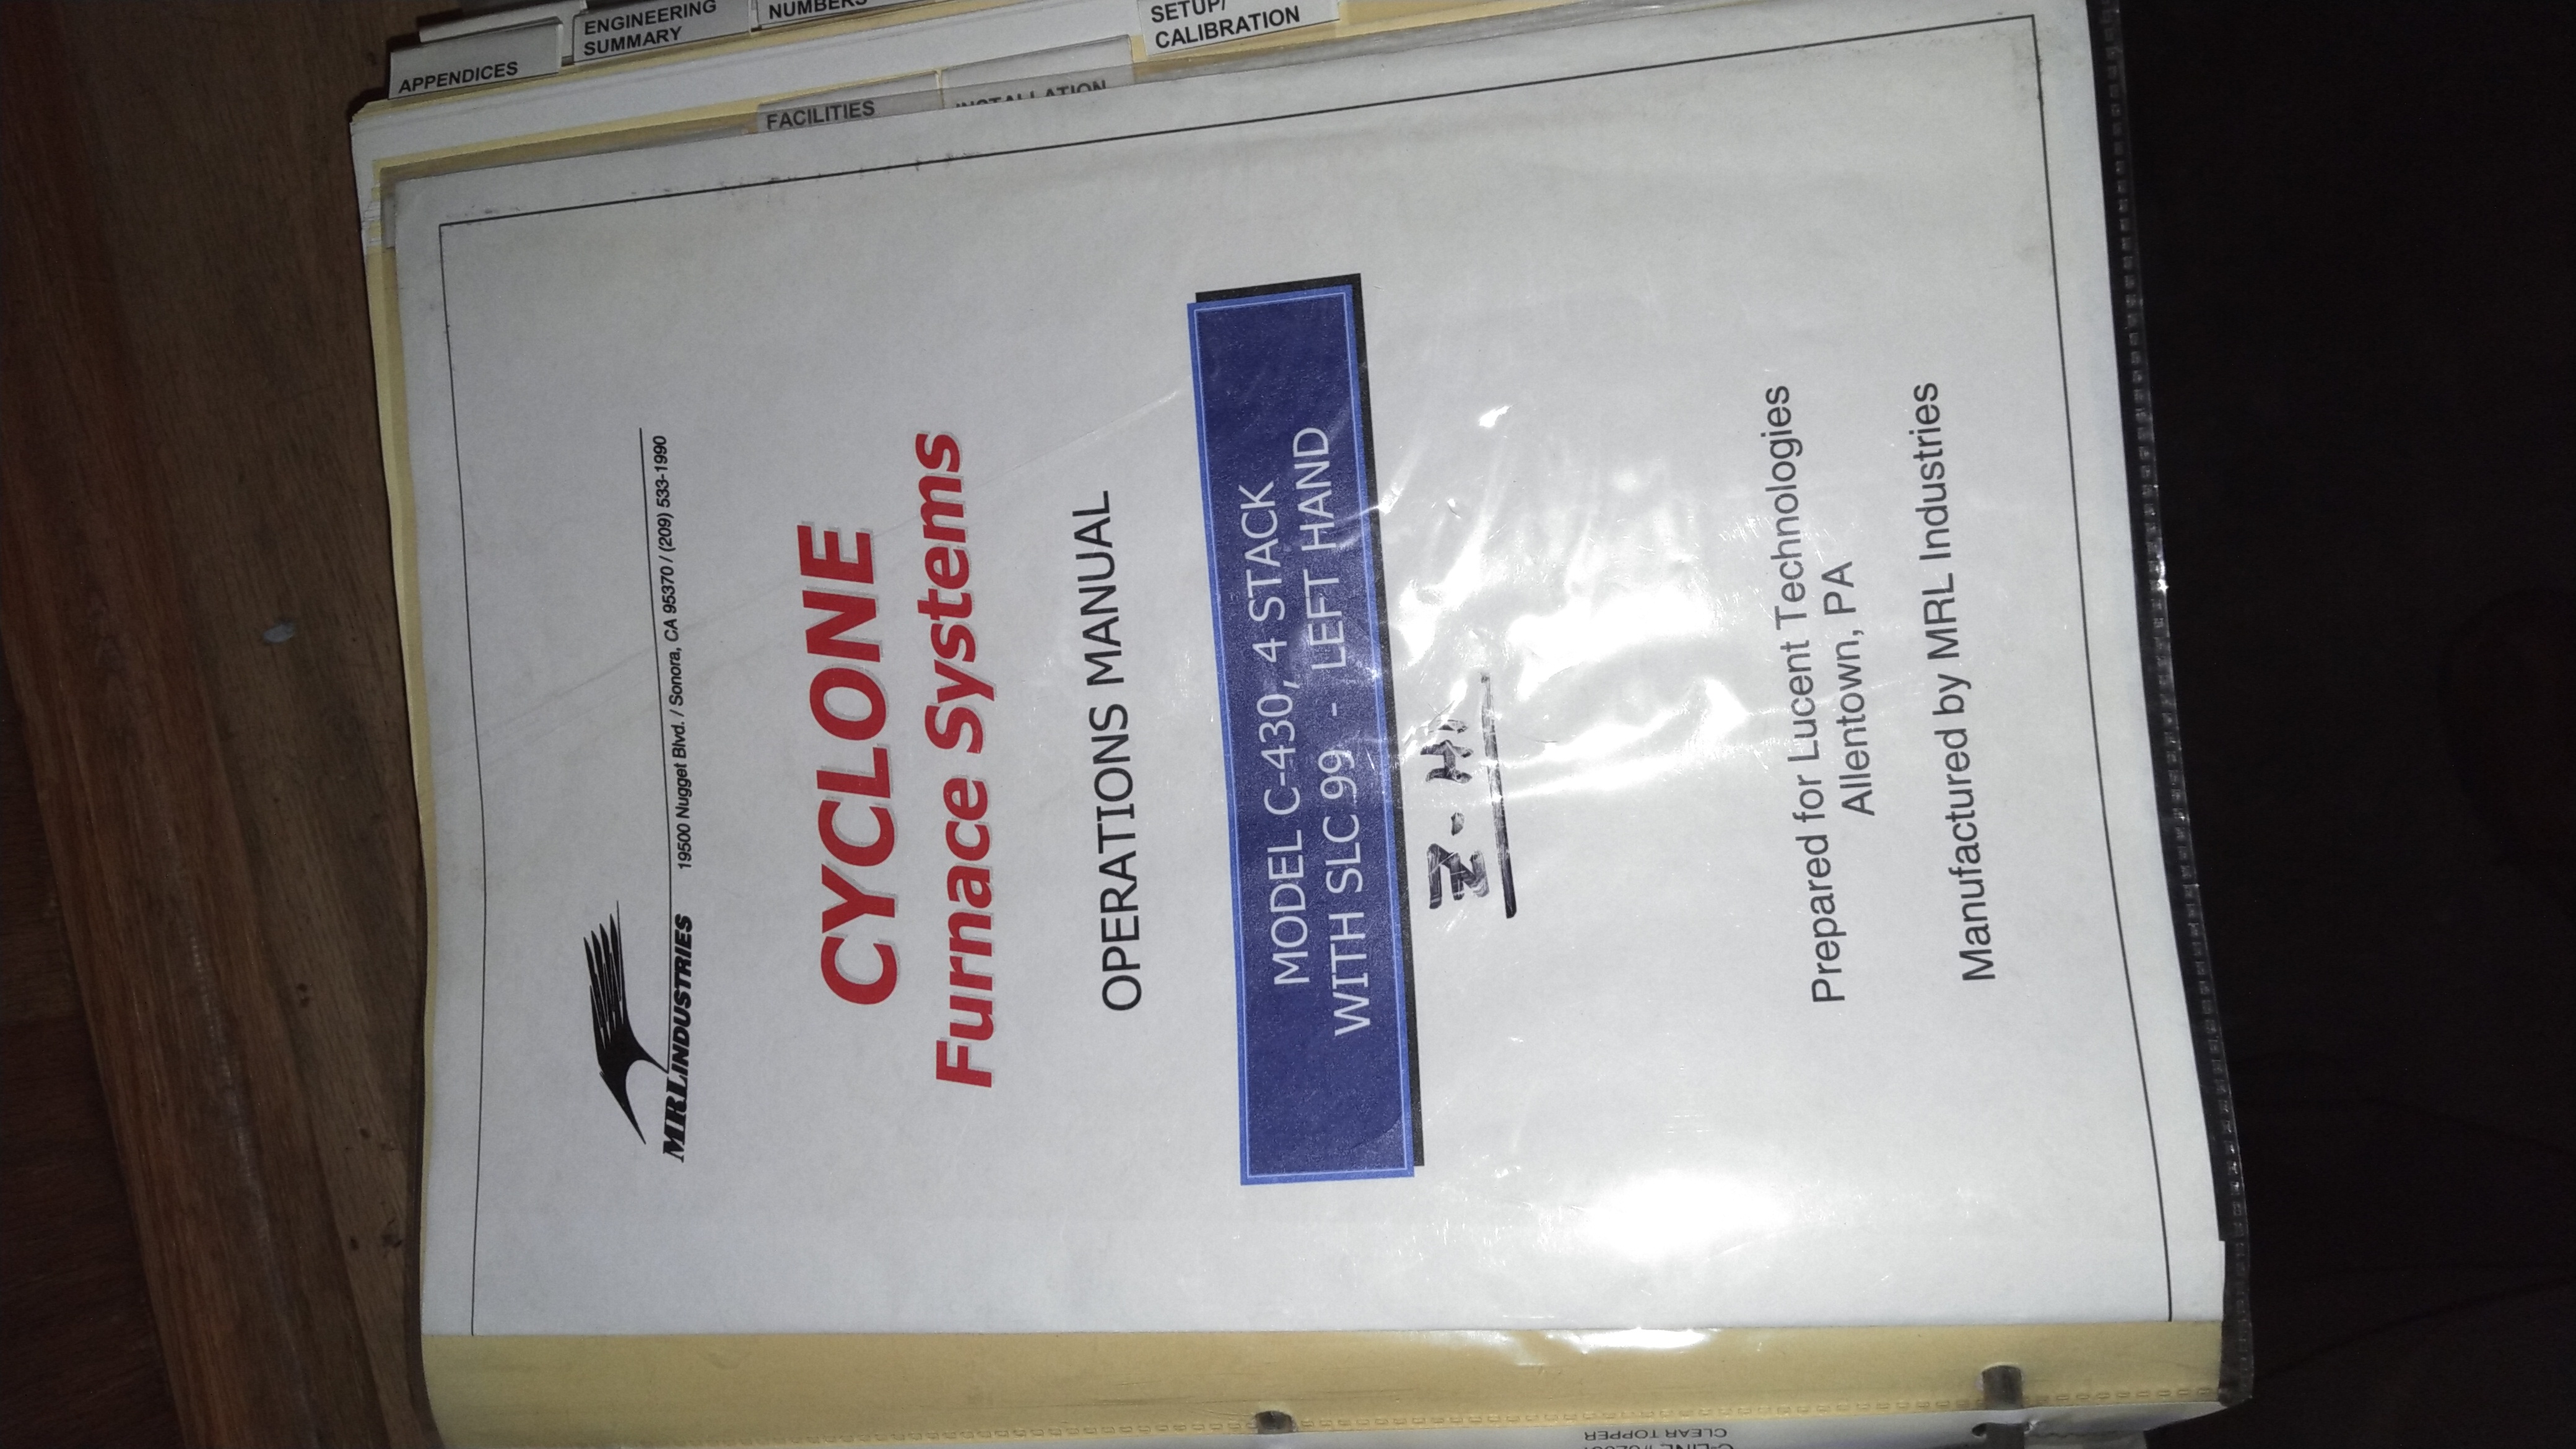 APPENDICES
ENGINEERING
SUMMARY
NUMBERS
FACILITIES
INSTALLATION
SETUP/
CALIBRATION
MRL INDUSTRIES
19500 Nugget Blvd. / Sonora, CA 95370 / (209) 533-1990
CYCLONE
Furnace Systems
OPERATIONS MANUAL
MODEL C-430, 4 STACK
WITH SLC 99 - LEFT HAND
Prepared for Lucent Technologies
Allentown, PA
Manufactured by MRL Industries
CLEAR TOPPER